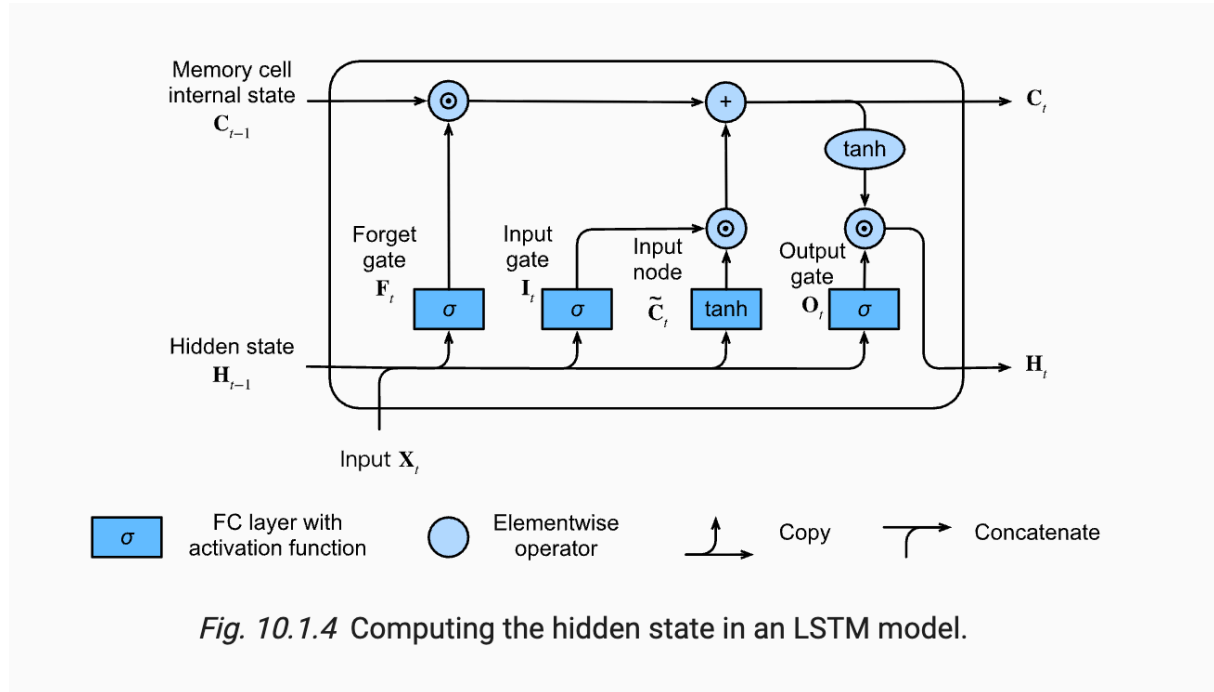 Memory cell
internal state
C_{t−1}
⊙
+
C_t
tanh
⊙
⊙
Forget
gate
F_t
σ
Input
gate
I_t
σ
Input
node
C̃_t
tanh
Output
gate
O_t
σ
Hidden state
H_{t−1}
H_t
Input X_t
σ
FC layer with
activation function
Elementwise
operator
Copy
Concatenate
Fig. 10.1.4 Computing the hidden state in an LSTM model.